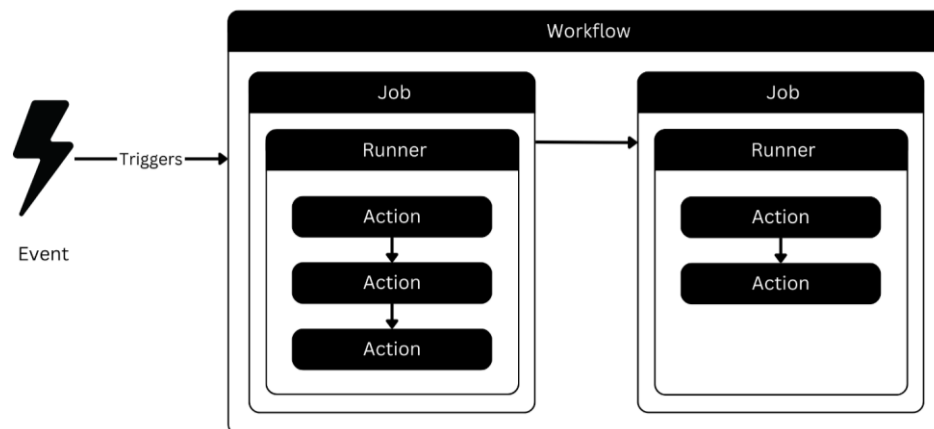 Workflow
Job
Job
Runner
Runner
Triggers
Action
Action
Event
Action
Action
Action